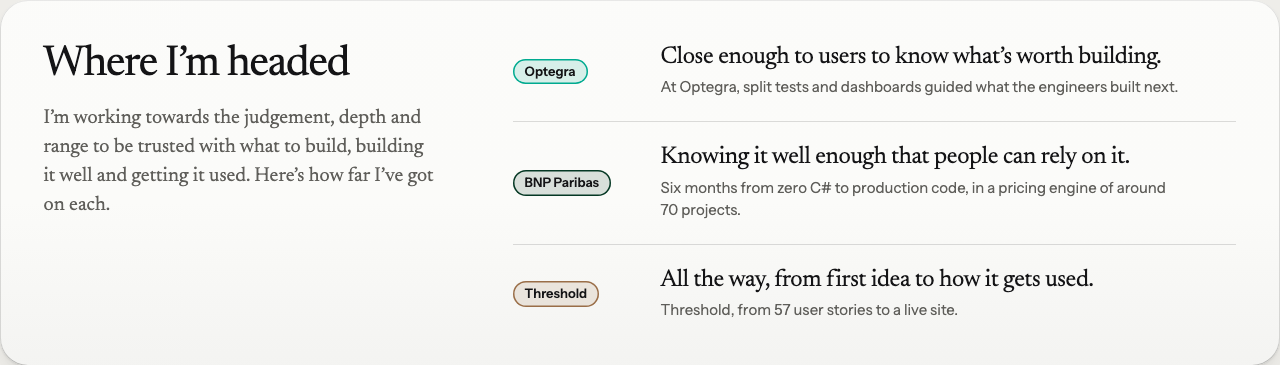 Where I’m headed
I’m working towards the judgement, depth and
range to be trusted with what to build, building
it well and getting it used. Here’s how far I’ve got
on each.
Optegra
Close enough to users to know what’s worth building.
At Optegra, split tests and dashboards guided what the engineers built next.
BNP Paribas
Knowing it well enough that people can rely on it.
Six months from zero C# to production code, in a pricing engine of around
70 projects.
Threshold
All the way, from first idea to how it gets used.
Threshold, from 57 user stories to a live site.